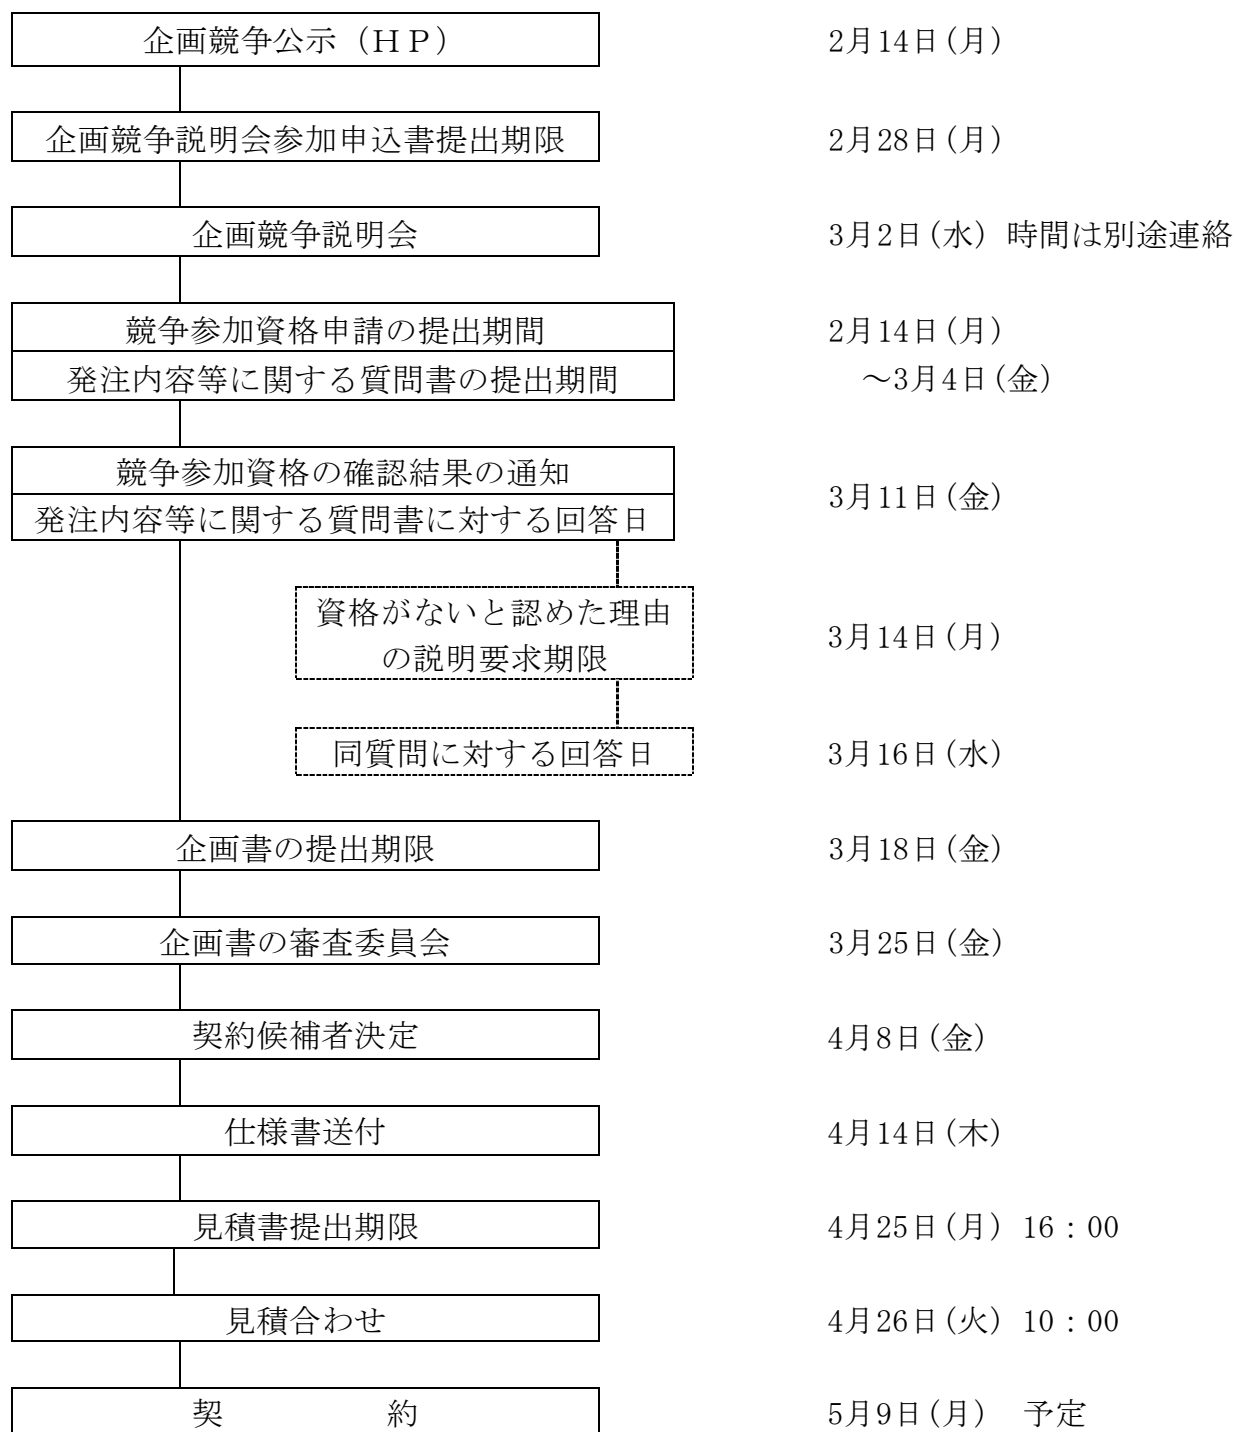 企画競争公示（ＨＰ） 2月14日(月)
企画競争説明会参加申込書提出期限 2月28日(月)
企画競争説明会 3月2日(水) 時間は別途連絡
競争参加資格申請の提出期間 2月14日(月)
発注内容等に関する質問書の提出期間 ～3月4日(金)
競争参加資格の確認結果の通知
3月11日(金)
発注内容等に関する質問書に対する回答日
資格がないと認めた理由
の説明要求期限
3月14日(月)
同質問に対する回答日 3月16日(水)
企画書の提出期限 3月18日(金)
企画書の審査委員会 3月25日(金)
契約候補者決定 4月8日(金)
仕様書送付 4月14日(木)
見積書提出期限 4月25日(月) 16：00
見積合わせ 4月26日(火) 10：00
契　　　　　約 5月9日(月)　予定